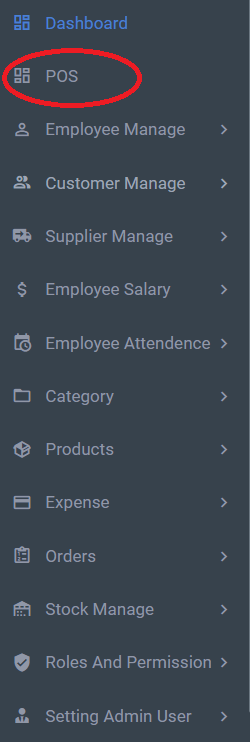 Dashboard
POS
Employee Manage
Customer Manage
Supplier Manage
Employee Salary
Employee Attendence
Category
Products
Expense
Orders
Stock Manage
Roles And Permission
Setting Admin User